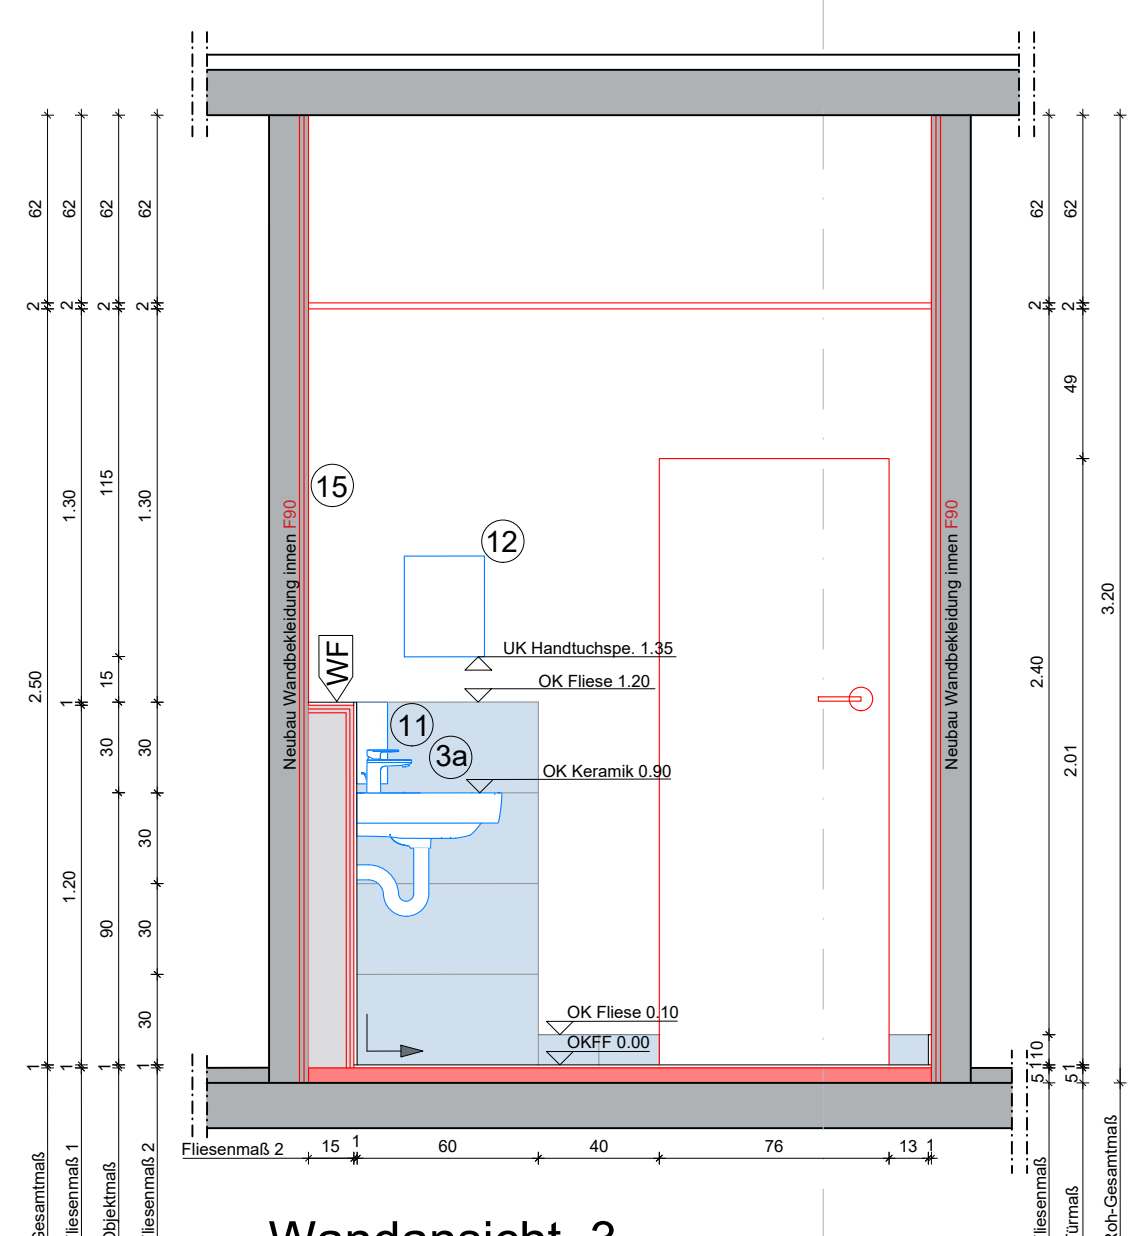 62
62
62
62
62
62
2
2
2
2
2
2
49
1.30
115
1.30
15
12
Neubau Wandbekleidung innen F90
Neubau Wandbekleidung innen F90
3.20
WF
UK Handtuchspe. 1.35
OK Fliese 1.20
2.50
15
2.40
1
11
3a
30
30
OK Keramik 0.90
2.01
30
1.20
90
30
30
OK Fliese 0.10
OKFF 0.00
1
1
1
1
5 1 10
5 1
Fliesenmaß 2
15
1
60
40
76
13
1
Gesamtmaß
Fliesenmaß 1
Objektmaß
Fliesenmaß 2
Fliesenmaß
Türmaß
Roh-Gesamtmaß
Wandansicht